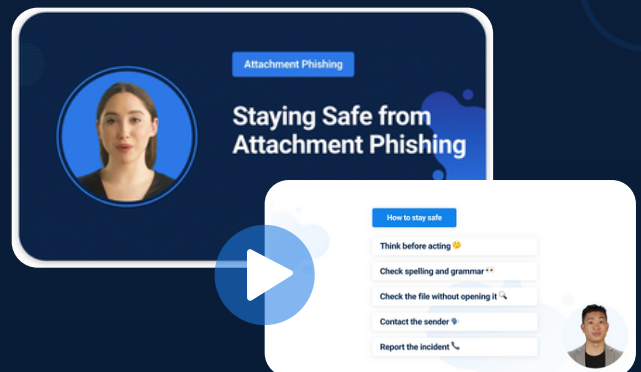 Attachment Phishing
Staying Safe from
Attachment Phishing
How to stay safe
Think before acting 🤔
Check spelling and grammar 👀
Check the file without opening it 🔍
Contact the sender 🗣️
Report the incident 📞